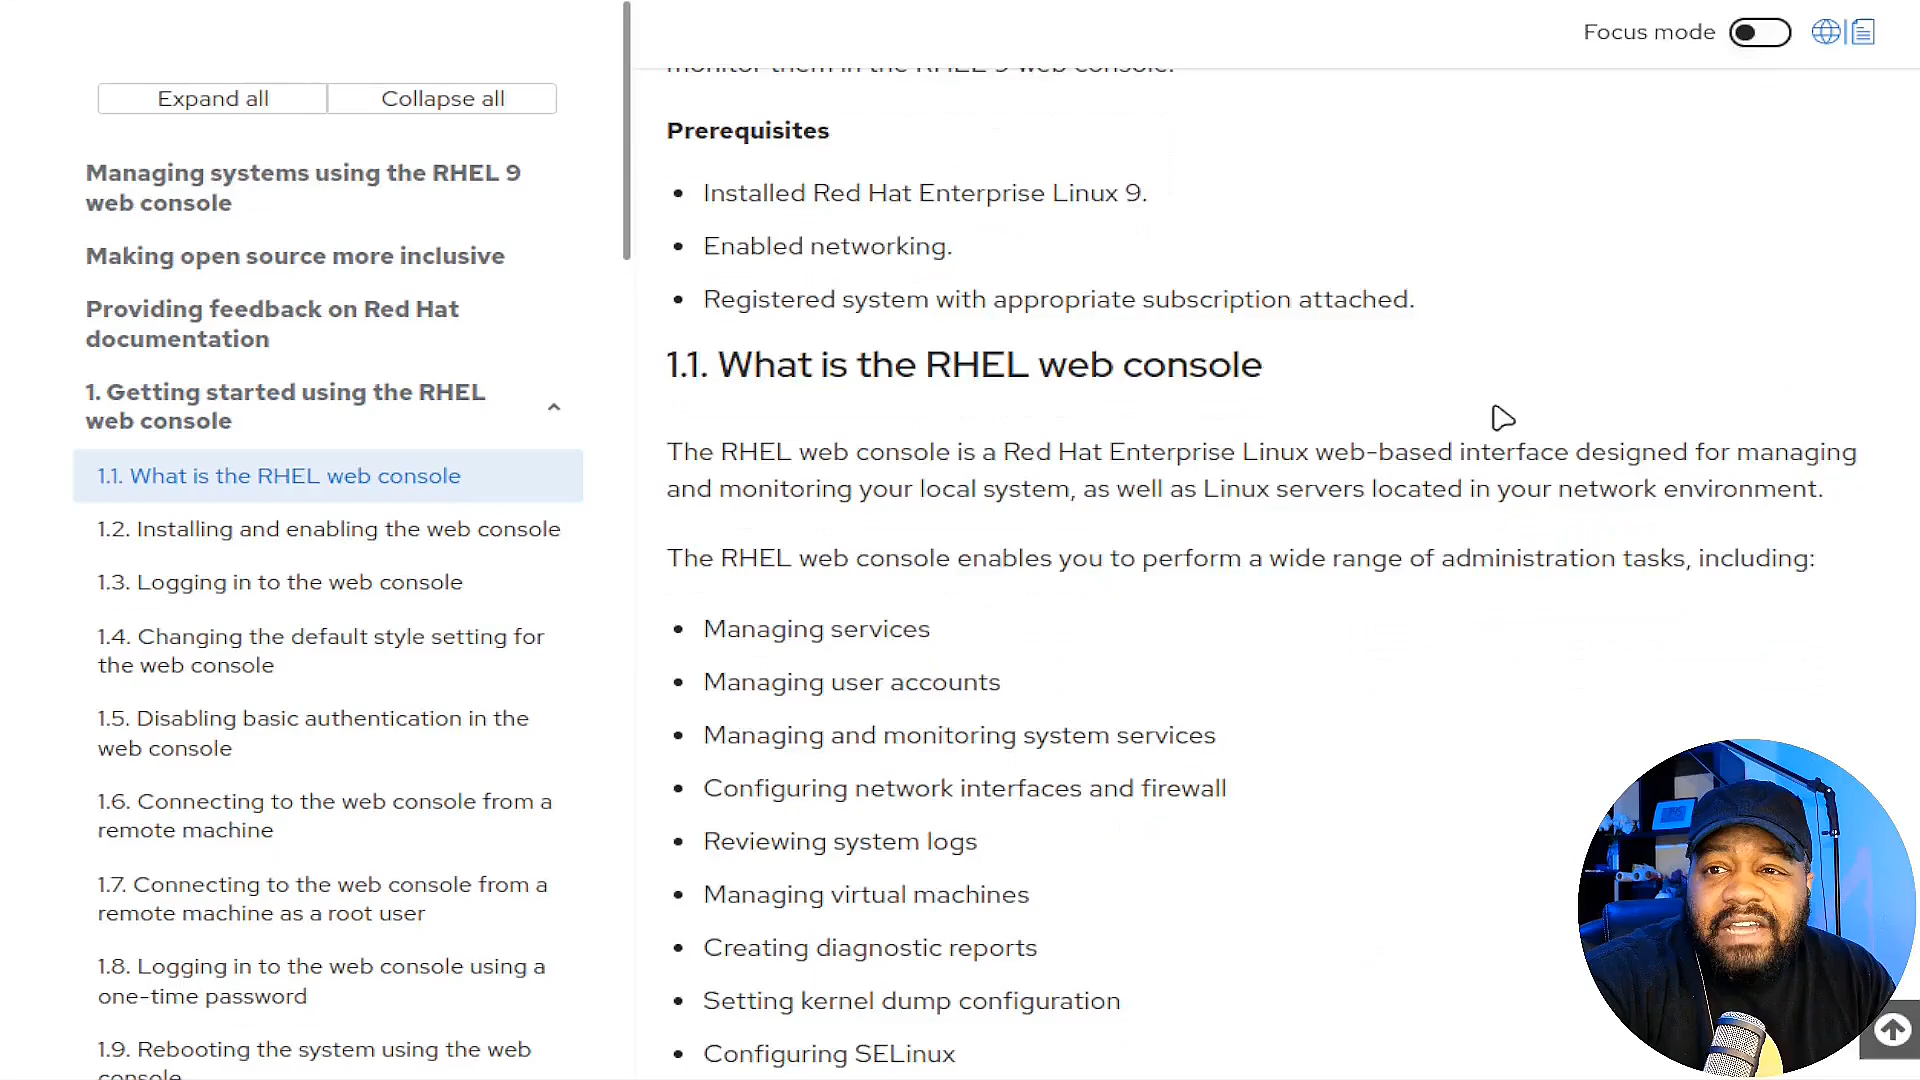 Focus mode
Expand all
Collapse all
Managing systems using the RHEL 9
web console
Making open source more inclusive
Providing feedback on Red Hat
documentation
1. Getting started using the RHEL
web console
1.1. What is the RHEL web console
1.2. Installing and enabling the web console
1.3. Logging in to the web console
1.4. Changing the default style setting for
the web console
1.5. Disabling basic authentication in the
web console
1.6. Connecting to the web console from a
remote machine
1.7. Connecting to the web console from a
remote machine as a root user
1.8. Logging in to the web console using a
one-time password
1.9. Rebooting the system using the web
console
monitor them in the RHEL 9 web console.
Prerequisites
Installed Red Hat Enterprise Linux 9.
Enabled networking.
Registered system with appropriate subscription attached.
1.1. What is the RHEL web console
The RHEL web console is a Red Hat Enterprise Linux web-based interface designed for managing
and monitoring your local system, as well as Linux servers located in your network environment.
The RHEL web console enables you to perform a wide range of administration tasks, including:
Managing services
Managing user accounts
Managing and monitoring system services
Configuring network interfaces and firewall
Reviewing system logs
Managing virtual machines
Creating diagnostic reports
Setting kernel dump configuration
Configuring SELinux